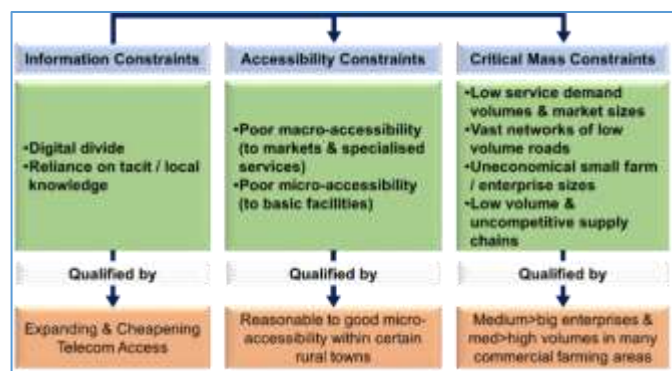 Information Constraints
Accessibility Constraints
Critical Mass Constraints
•Digital divide
•Reliance on tacit / local
knowledge
•Poor macro-accessibility
(to markets & specialised
services)
•Poor micro-accessibility
(to basic facilities)
•Low service demand
volumes & market sizes
•Vast networks of low
volume roads
•Uneconomical small farm
/ enterprise sizes
•Low volume &
uncompetitive supply
chains
Qualified by
Qualified by
Qualified by
Expanding & Cheapening
Telecom Access
Reasonable to good micro-
accessibility within certain
rural towns
Medium>big enterprises &
med>high volumes in many
commercial farming areas